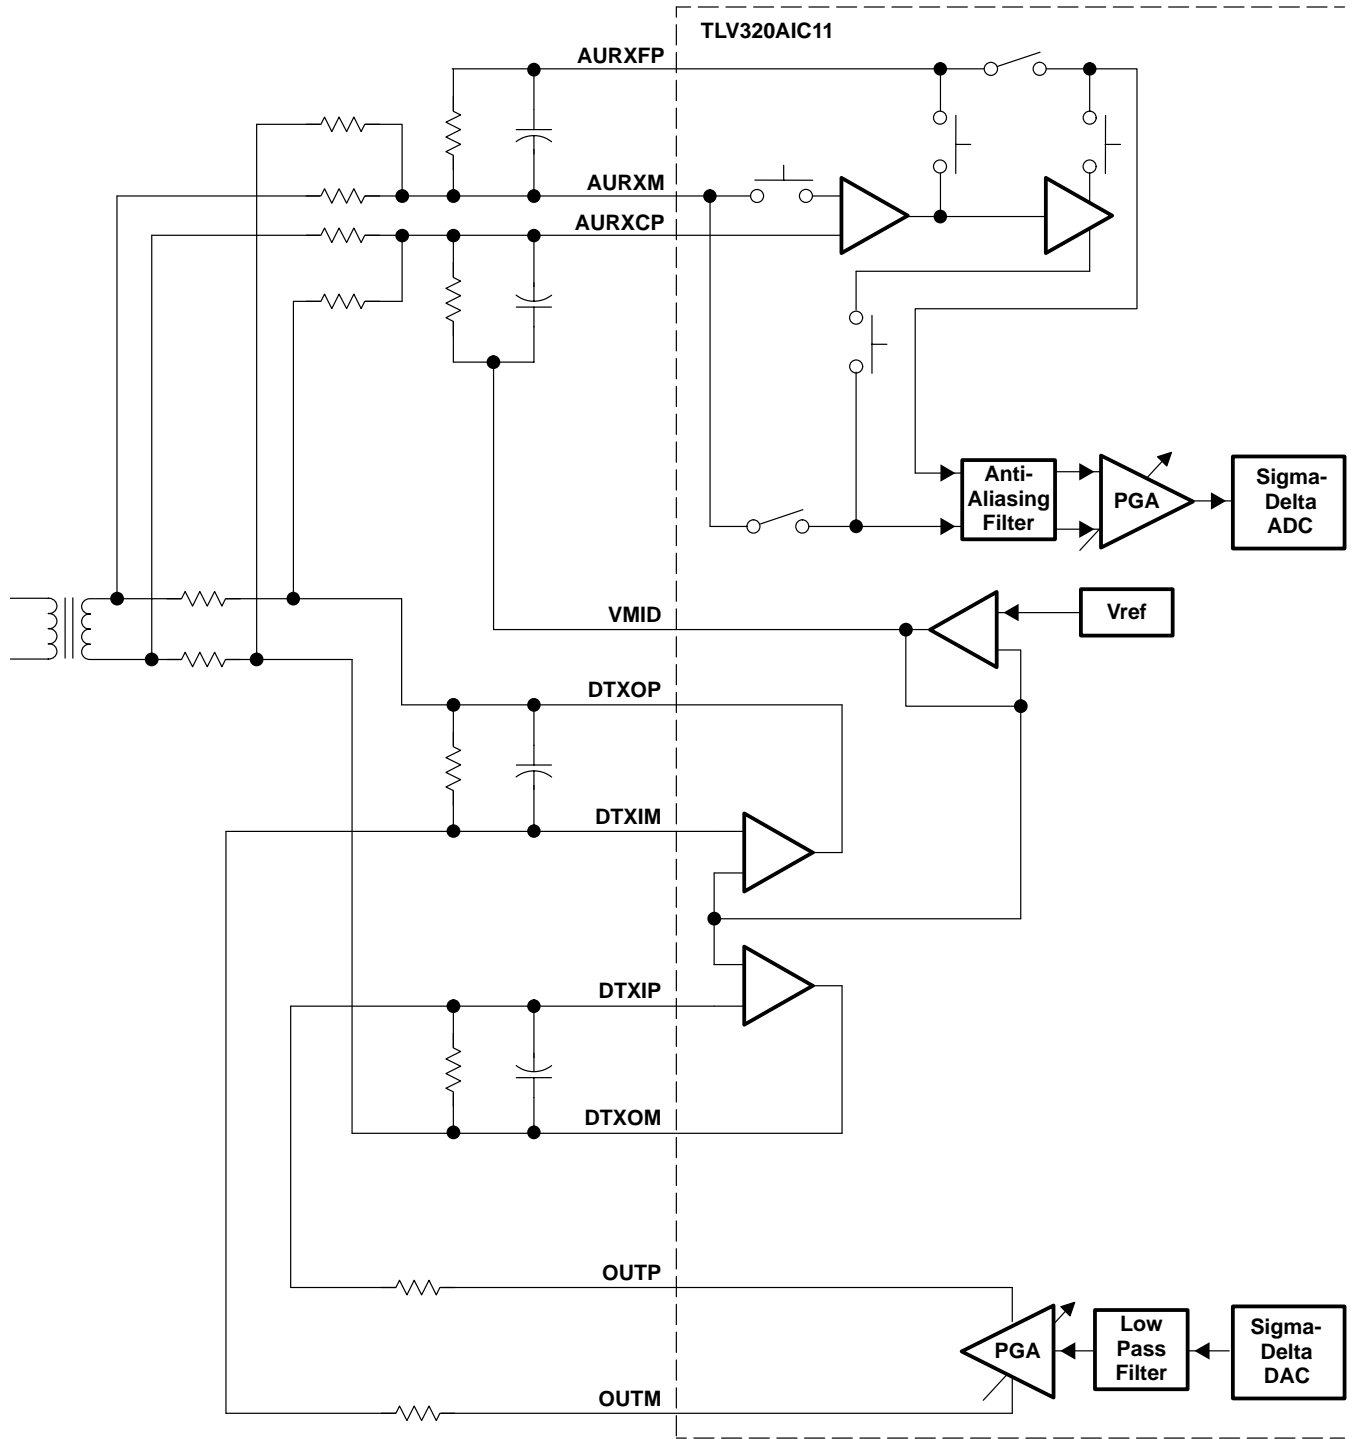 TLV320AIC11
AURXFP
AURXM
AURXCP
Anti-
Aliasing
Filter
PGA
Sigma-
Delta
ADC
VMID
Vref
DTXOP
DTXIM
DTXIP
DTXOM
OUTP
PGA
Low
Pass
Filter
Sigma-
Delta
DAC
OUTM